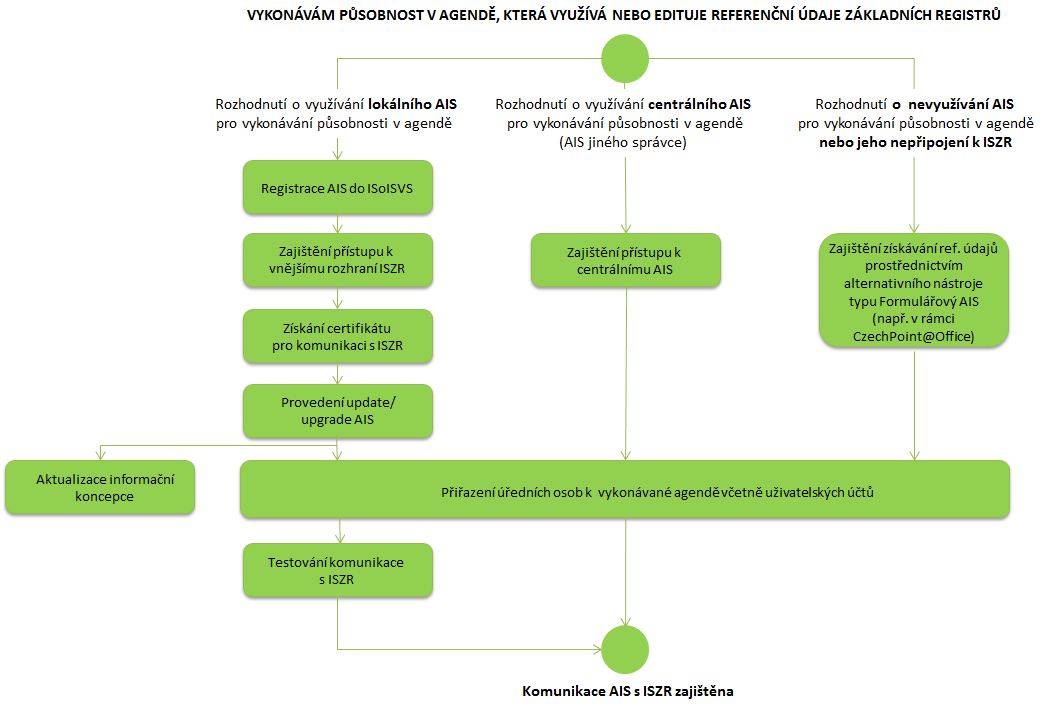 VYKONÁVÁM PŮSOBNOST V AGENDĚ, KTERÁ VYUŽÍVÁ NEBO EDITUJE REFERENČNÍ ÚDAJE ZÁKLADNÍCH REGISTRŮ
Rozhodnutí o využívání lokálního AIS
pro vykonávání působnosti v agendě
Rozhodnutí o využívání centrálního AIS
pro vykonávání působnosti v agendě
(AIS jiného správce)
Rozhodnutí o nevyužívání AIS
pro vykonávání působnosti v agendě
nebo jeho nepřipojení k ISZR
Registrace AIS do ISoISVS
Zajištění přístupu k
vnějšímu rozhraní ISZR
Zajištění přístupu k
centrálnímu AIS
Zajištění získávání ref. údajů
prostřednictvím
alternativního nástroje
typu Formulářový AIS
(např. v rámci
CzechPoint@Office)
Získání certifikátu
pro komunikaci s ISZR
Provedení update/
upgrade AIS
Aktualizace informační
koncepce
Přiřazení úředních osob k vykonávané agendě včetně uživatelských účtů
Testování komunikace
s ISZR
Komunikace AIS s ISZR zajištěna